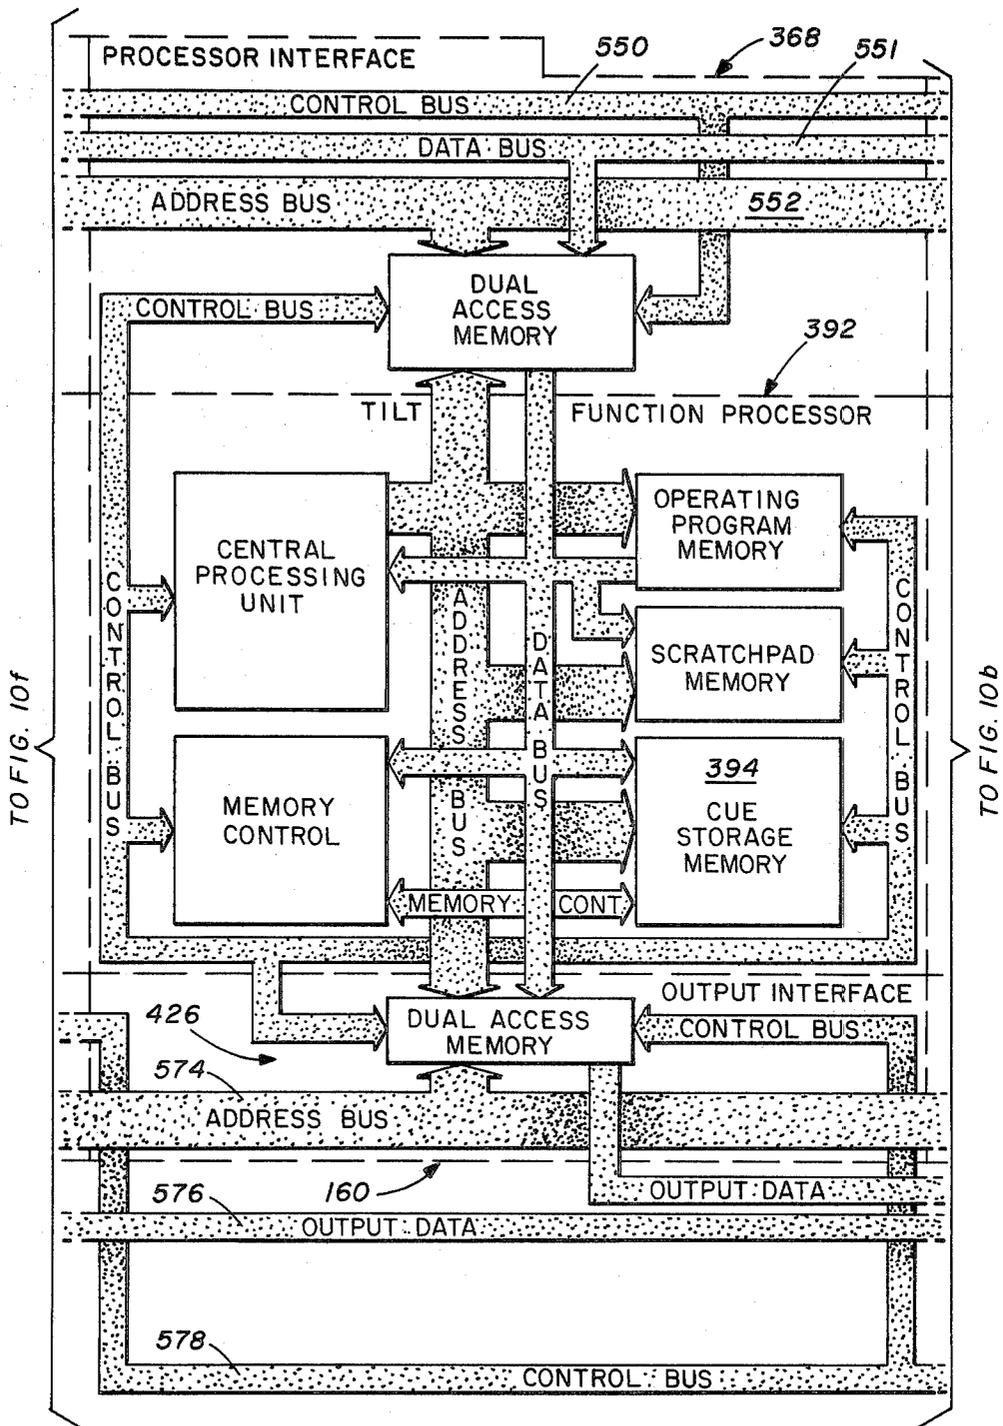 PROCESSOR INTERFACE
550
368
551
CONTROL BUS
DATA BUS
ADDRESS BUS
552
DUAL
ACCESS
MEMORY
CONTROL BUS
392
TILT
FUNCTION PROCESSOR
CENTRAL
PROCESSING
UNIT
OPERATING
PROGRAM
MEMORY
CONTROL BUS
ADDRESS BUS
DATA BUS
CONTROL BUS
SCRATCHPAD
MEMORY
TO FIG. 10f
TO FIG. 10b
394
CUE
STORAGE
MEMORY
MEMORY
CONTROL
MEMORY CONT
OUTPUT INTERFACE
426
DUAL ACCESS
MEMORY
CONTROL BUS
574
ADDRESS BUS
160
OUTPUT DATA
576
OUTPUT DATA
578
CONTROL BUS